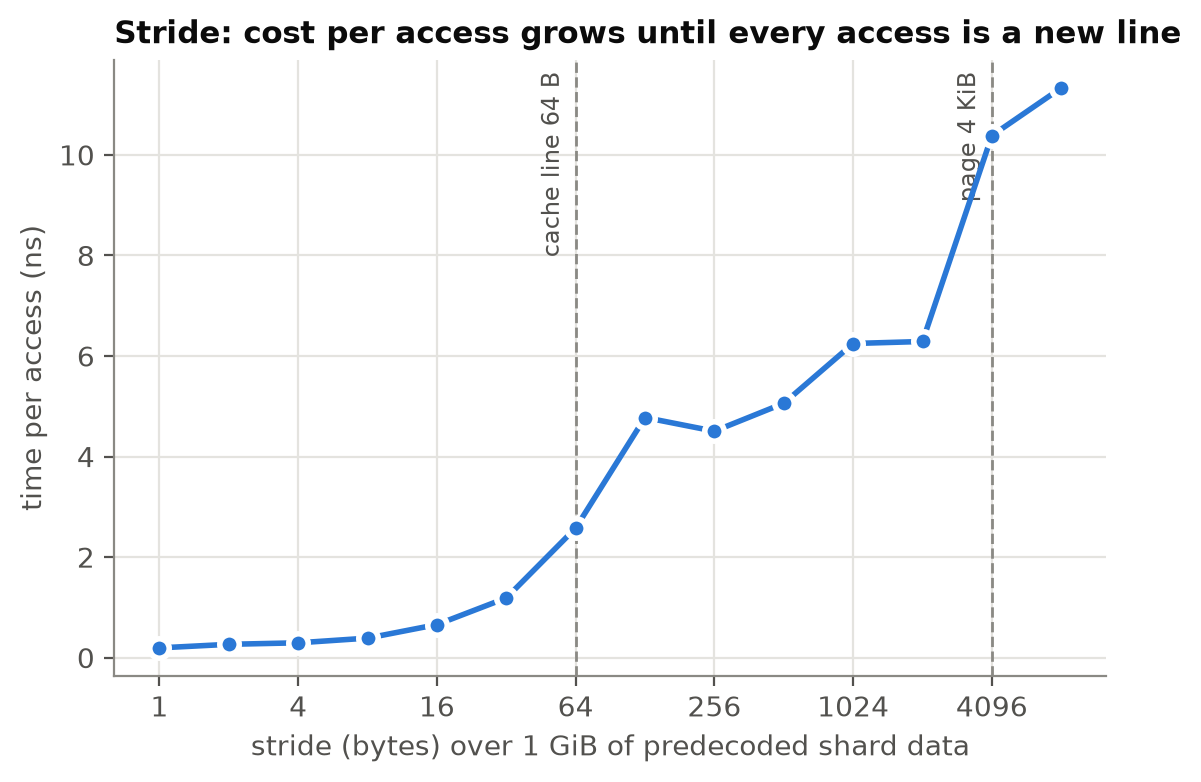 Stride: cost per access grows until every access is a new line
cache line 64 B
page 4 KiB
time per access (ns)
10
8
6
4
2
0
1 4 16 64 256 1024 4096
stride (bytes) over 1 GiB of predecoded shard data